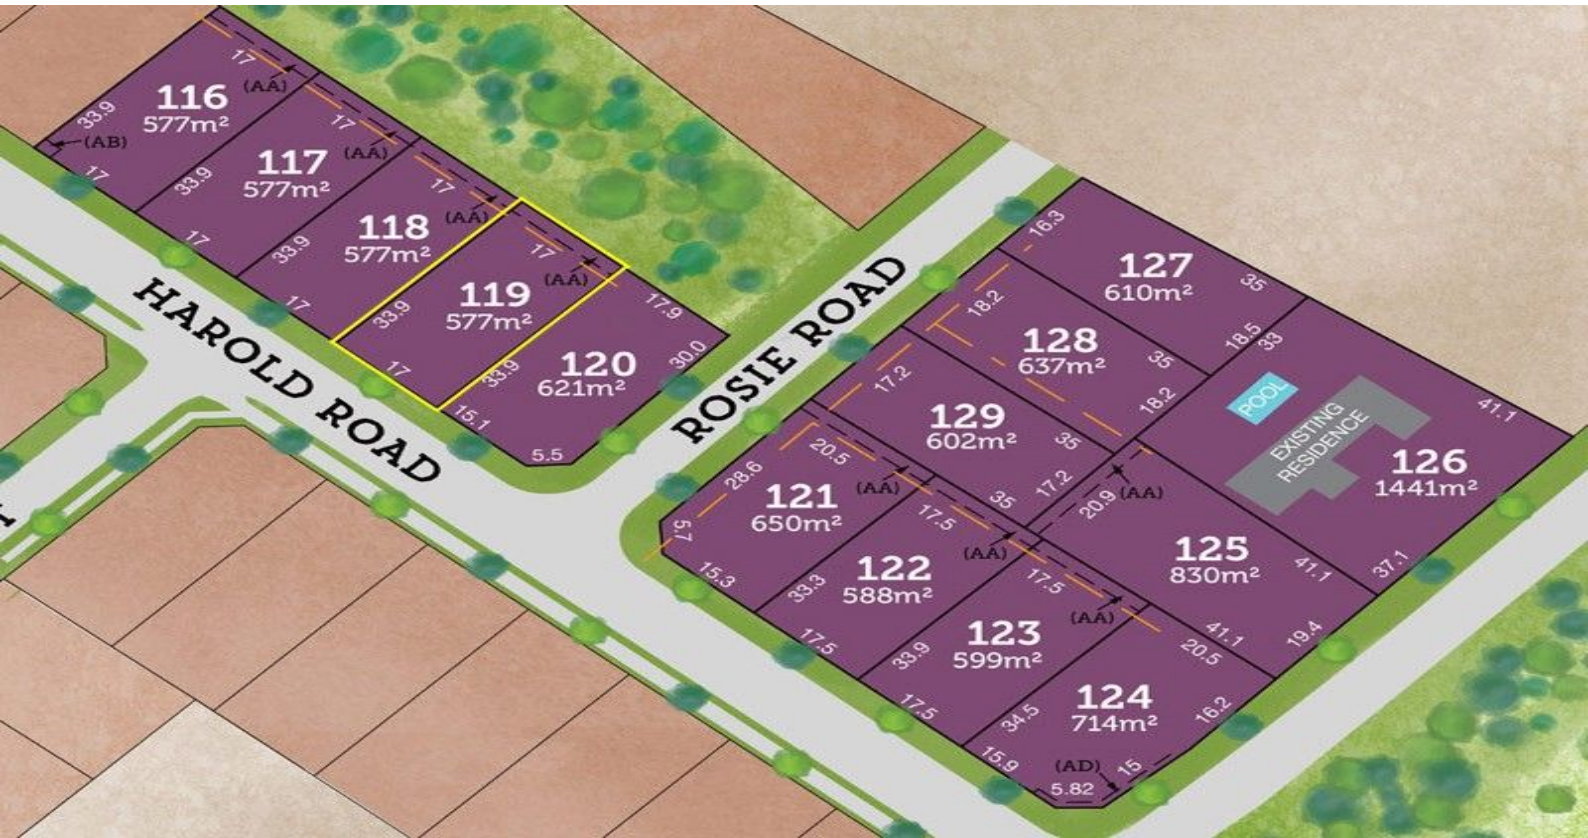 17
(AA)
116
577m²
33.9
(AB)
17
17
(AA)
117
577m²
33.9
17
17
(AA)
118
577m²
33.9
17
17
(AA)
119
577m²
33.9
17
17.9
120
621m²
30.0
33.9
15.1
5.5
HAROLD ROAD
ROSIE ROAD
16.3
127
610m²
35
18.5
18.2
128
637m²
35
18.2
17.2
129
602m²
35
17.2
35
33
POOL
EXISTING
RESIDENCE
41.1
126
1441m²
37.1
20.9
(AA)
125
830m²
41.1
19.4
41.1
20.5
28.6
(AA)
121
650m²
5.7
15.3
17.5
(AA)
122
588m²
33.3
17.5
17.5
(AA)
123
599m²
33.9
17.5
20.5
124
714m²
34.5
16.2
15.9
(AD)
15
5.82